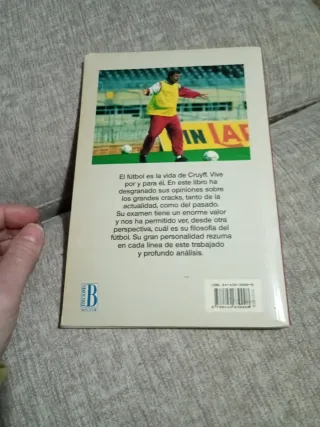 El fútbol es la vida de Cruyff. Vive
por y para él. En este libro ha
desgranado sus opiniones sobre
los grandes cracks, tanto de la
actualidad, como del pasado.
Su examen tiene un enorme valor
y nos ha permitido ver, desde otra
perspectiva, cuál es su filosofía del
fútbol. Su gran personalidad rezuma
en cada línea de este trabajado
y profundo análisis.
B